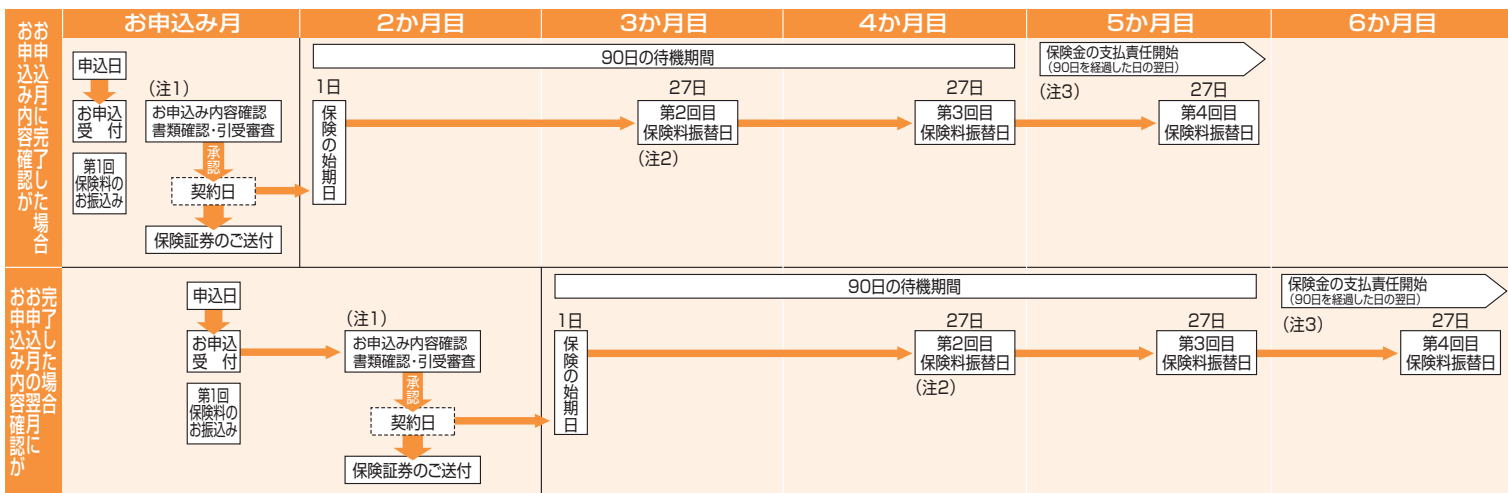 お申込み月
2か月目
3か月目
4か月目
5か月目
6か月目
お申込月に完了した場合
お申込み内容確認が
申込日
お申込
受 付
第1回
保険料の
お振込み
(注1)
お申込み内容確認
書類確認・引受審査
承認
契約日
保険証券のご送付
90日の待機期間
1日
保険の始期日
27日
第2回目
保険料振替日
(注2)
27日
第3回目
保険料振替日
保険金の支払責任開始
(90日を経過した日の翌日)
(注3)
27日
第4回目
保険料振替日
完了した場合
お申込月の翌月に
お申込み内容確認が
申込日
お申込
受 付
第1回
保険料の
お振込み
(注1)
お申込み内容確認
書類確認・引受審査
承認
契約日
保険証券のご送付
90日の待機期間
1日
保険の始期日
27日
第2回目
保険料振替日
(注2)
27日
第3回目
保険料振替日
保険金の支払責任開始
(90日を経過した日の翌日)
(注3)
27日
第4回目
保険料振替日